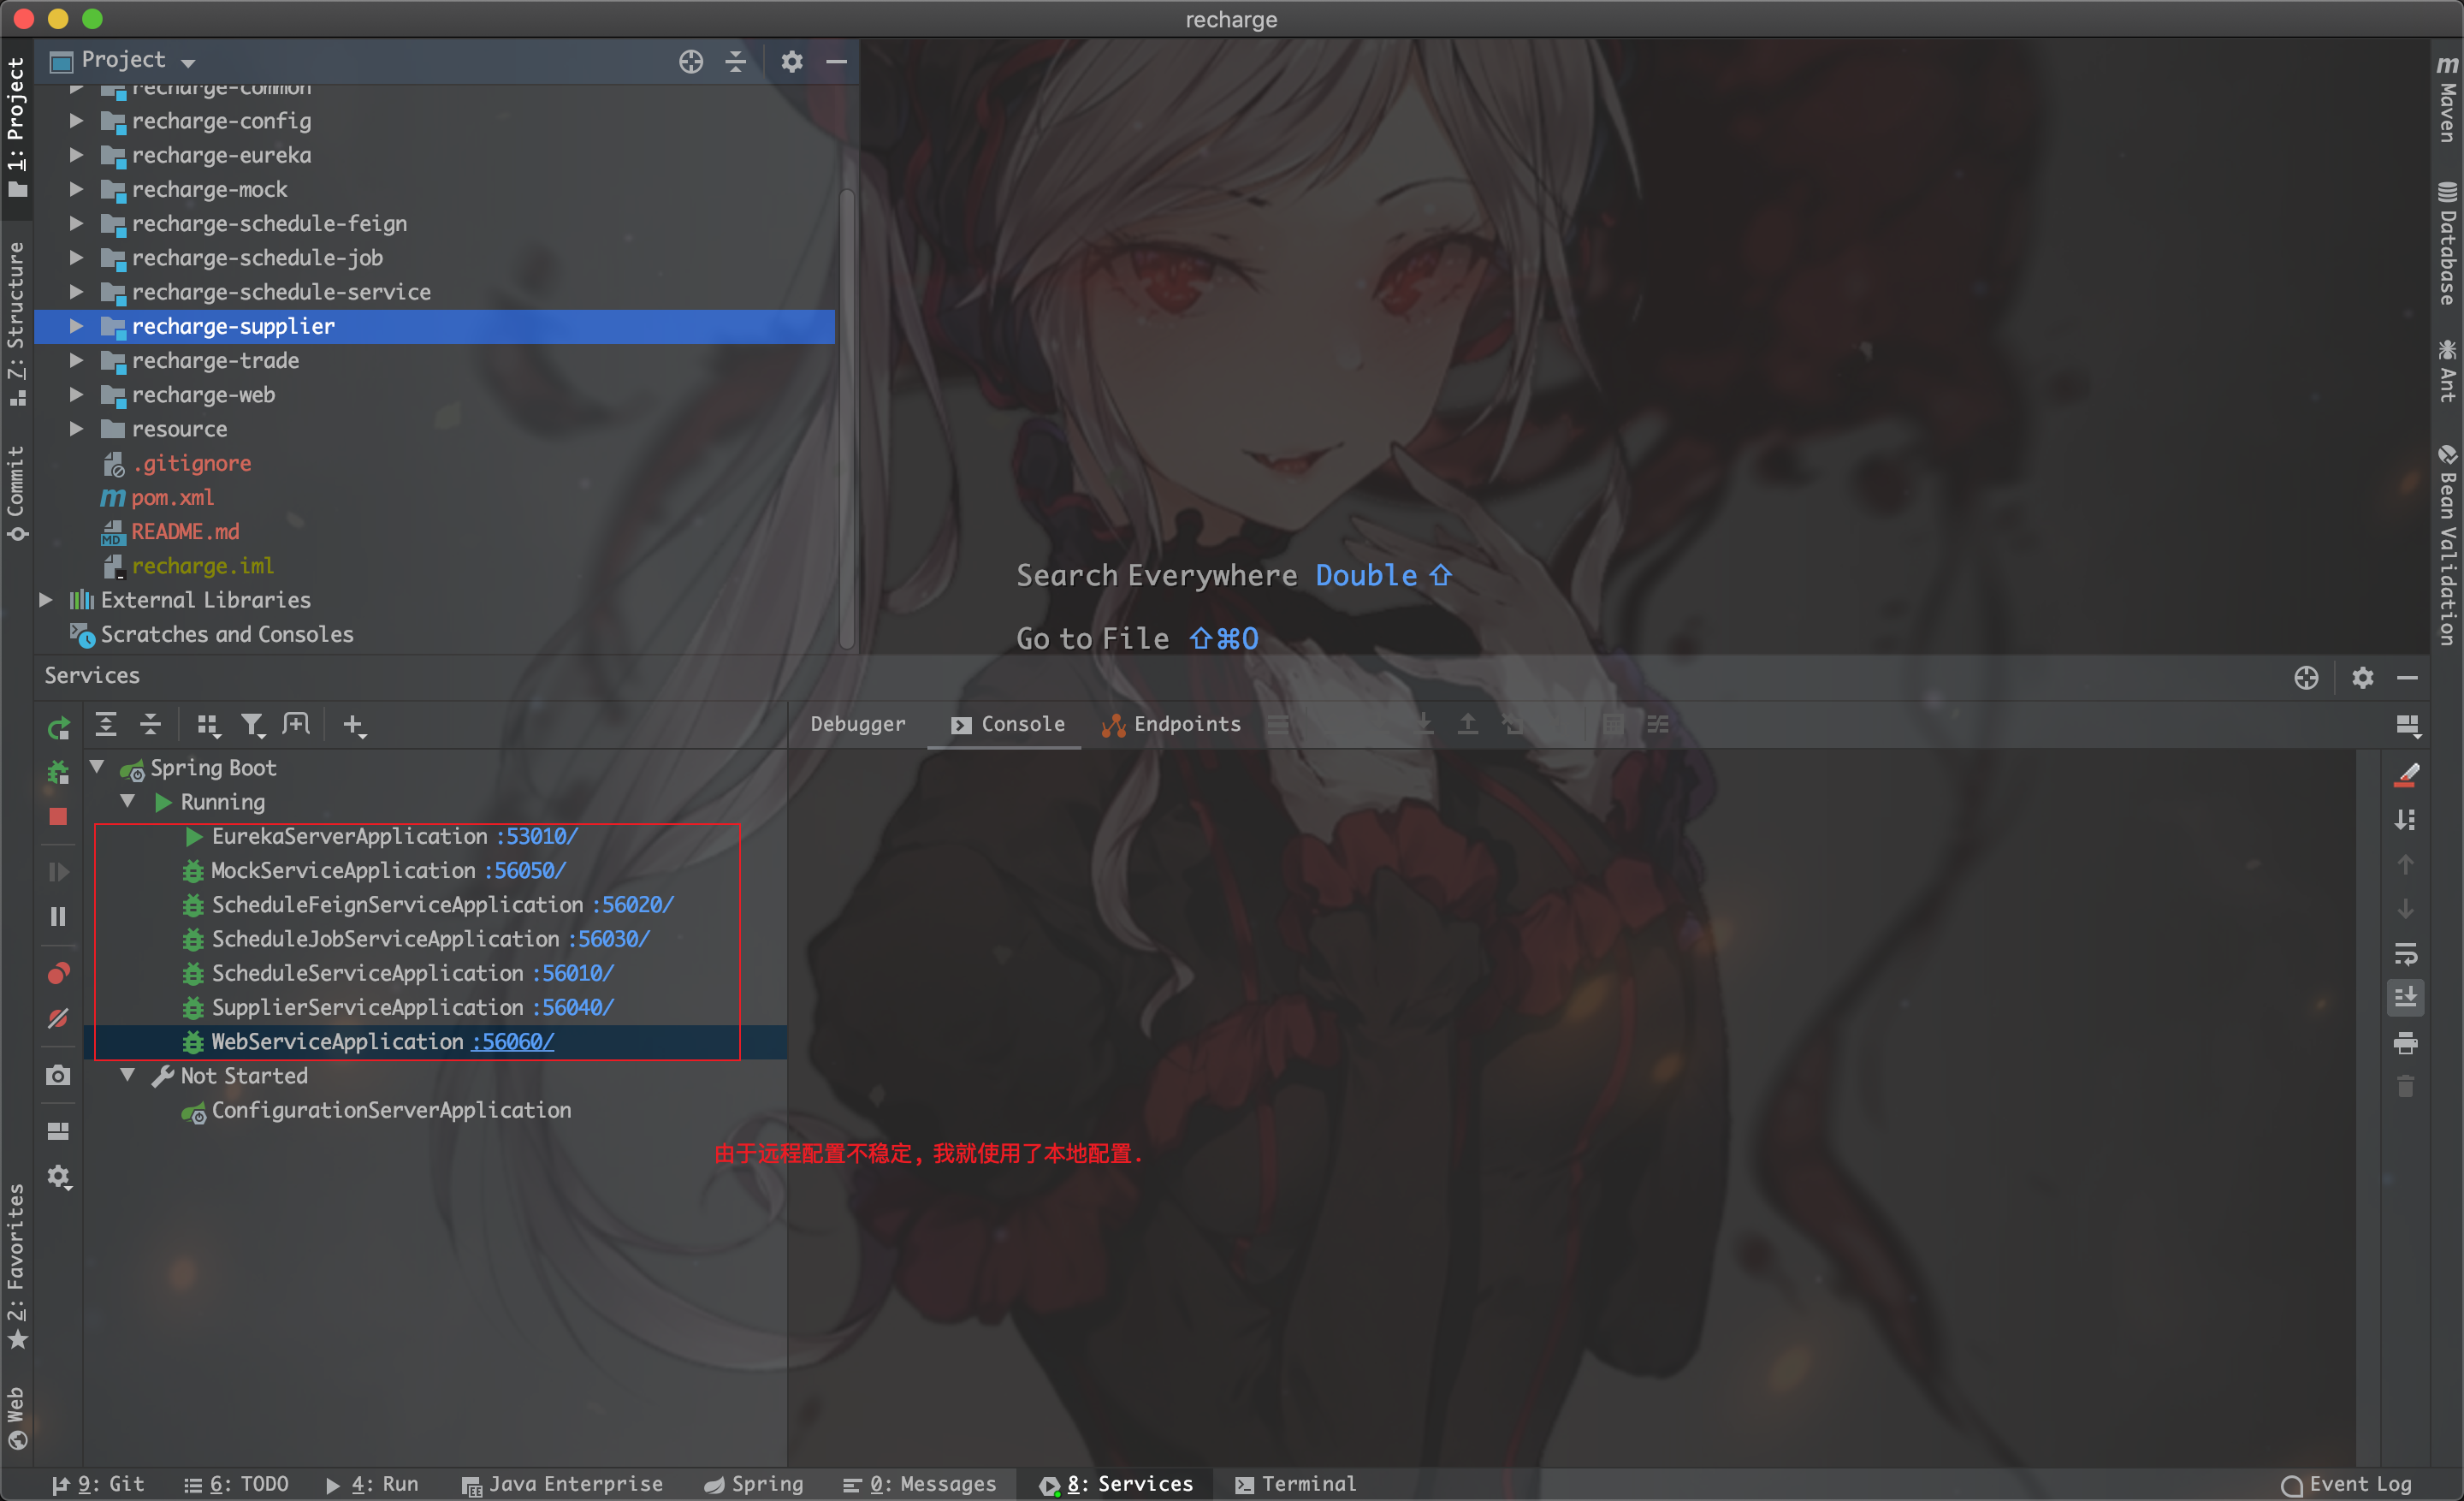 recharge
Project
recharge-common
recharge-config
recharge-eureka
recharge-mock
recharge-schedule-feign
recharge-schedule-job
recharge-schedule-service
recharge-supplier
recharge-trade
recharge-web
resource
.gitignore
pom.xml
README.md
recharge.iml
External Libraries
Scratches and Consoles
1: Project
7: Structure
Commit
2: Favorites
Web
Search Everywhere Double ⇧
Go to File ⇧⌘O
Maven
Database
Ant
Bean Validation
Services
Debugger
Console
Endpoints
Spring Boot
Running
EurekaServerApplication :53010/
MockServiceApplication :56050/
ScheduleFeignServiceApplication :56020/
ScheduleJobServiceApplication :56030/
ScheduleServiceApplication :56010/
SupplierServiceApplication :56040/
WebServiceApplication :56060/
Not Started
ConfigurationServerApplication
由于远程配置不稳定，我就使用了本地配置.
9: Git
6: TODO
4: Run
Java Enterprise
Spring
0: Messages
8: Services
Terminal
Event Log